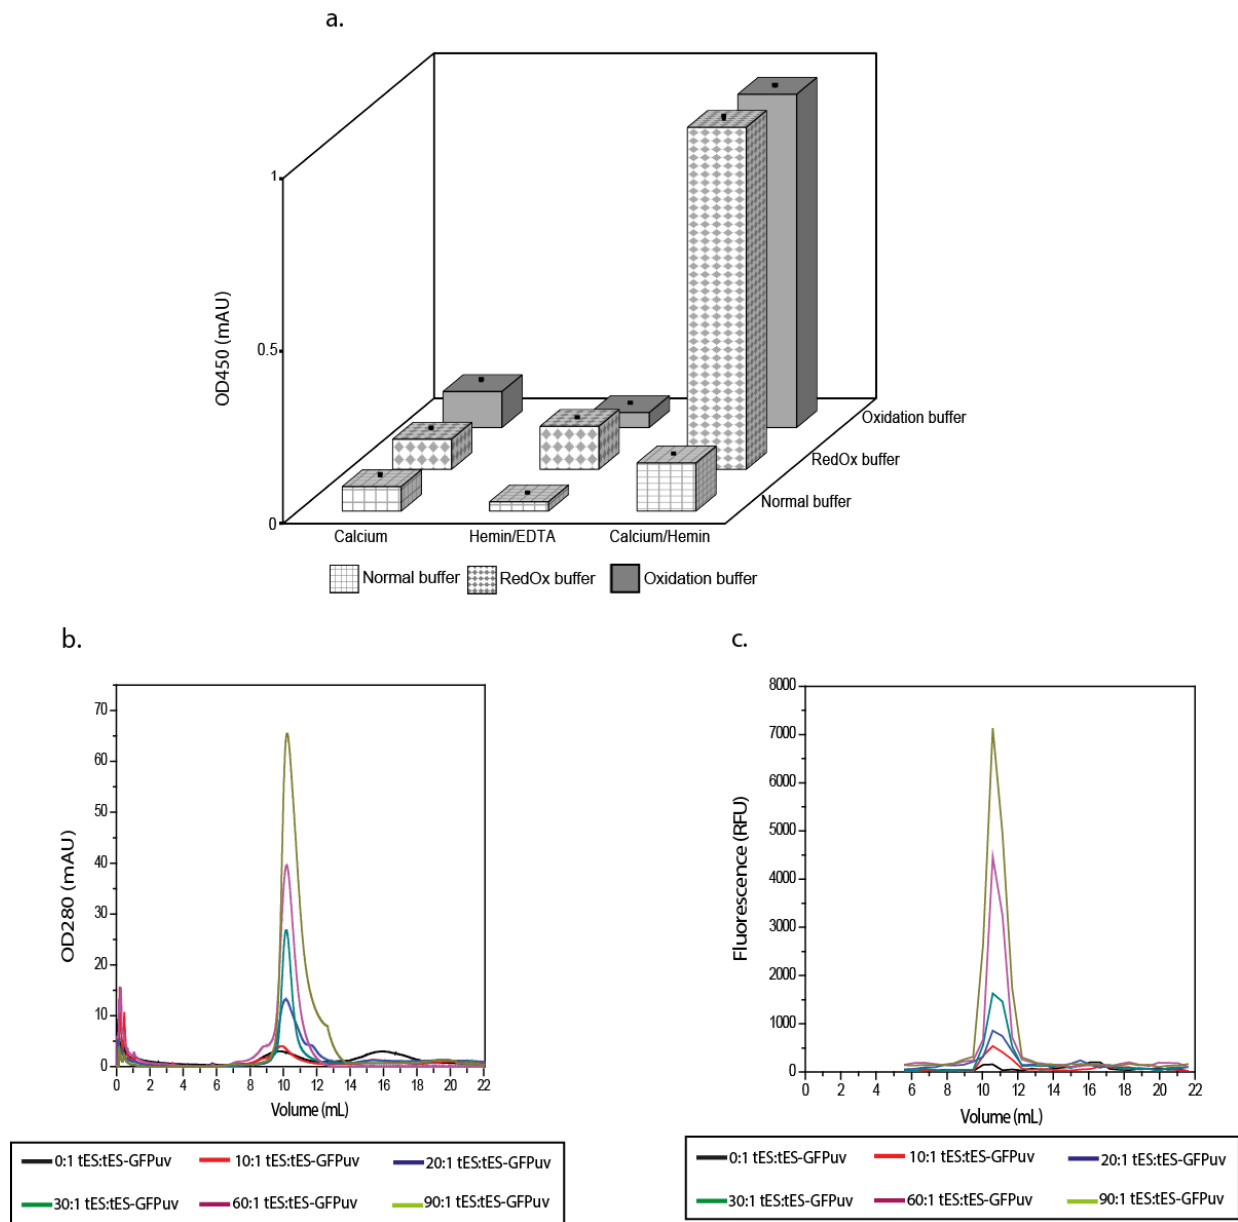 a.
1
0.5
0
OD450 (mAU)
Oxidation buffer
RedOx buffer
Normal buffer
Calcium Hemin/EDTA Calcium/Hemin
Normal buffer RedOx buffer Oxidation buffer
b.
70
60
50
40
30
20
10
0
OD280 (mAU)
0 2 4 6 8 10 12 14 16 18 20 22
Volume (mL)
0:1 tES:tES-GFPuv 10:1 tES:tES-GFPuv 20:1 tES:tES-GFPuv
30:1 tES:tES-GFPuv 60:1 tES:tES-GFPuv 90:1 tES:tES-GFPuv
c.
8000
7000
6000
5000
4000
3000
2000
1000
0
Fluorescence (RFU)
0 2 4 6 8 10 12 14 16 18 20 22
Volume (mL)
0:1 tES:tES-GFPuv 10:1 tES:tES-GFPuv 20:1 tES:tES-GFPuv
30:1 tES:tES-GFPuv 60:1 tES:tES-GFPuv 90:1 tES:tES-GFPuv